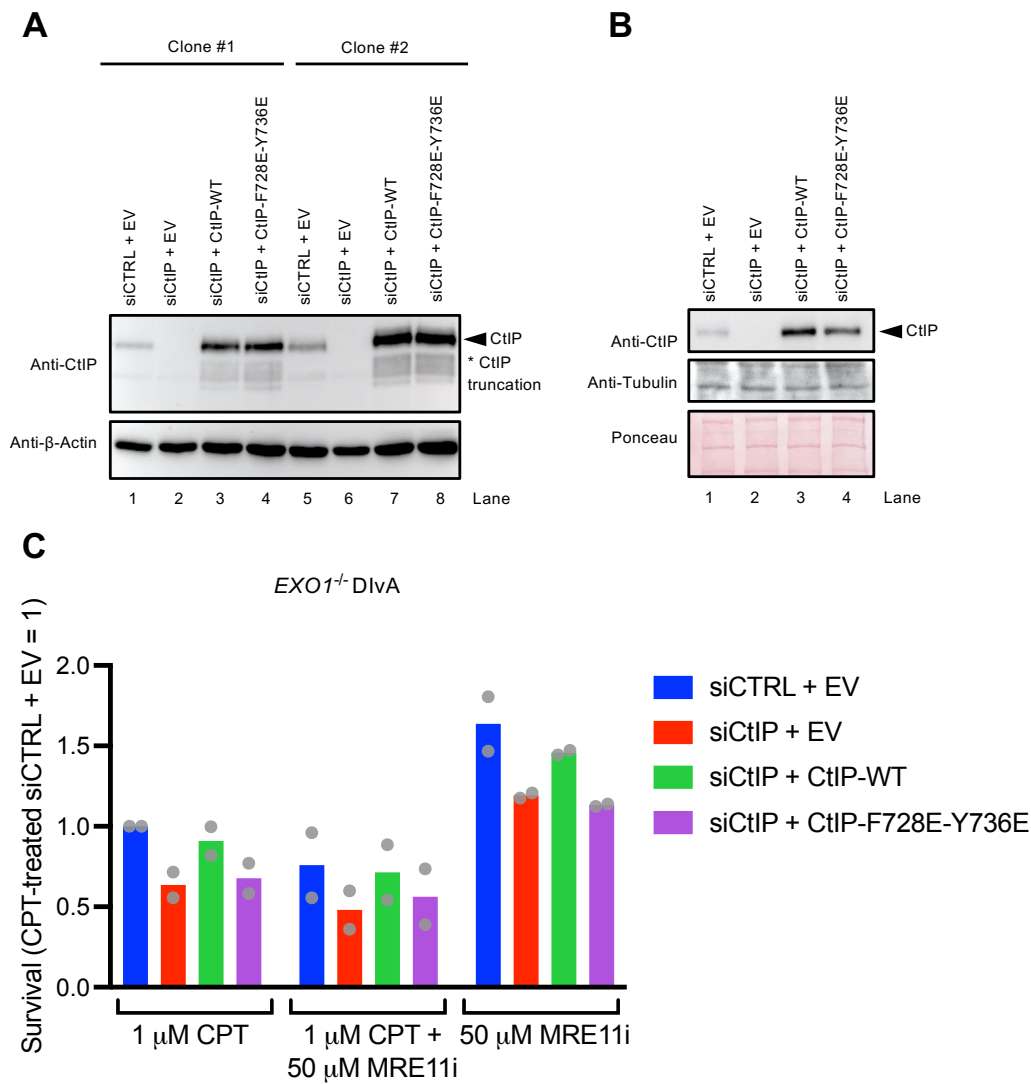 A
Clone #1
Clone #2
siCTRL + EV
siCtIP + EV
siCtIP + CtIP-WT
siCtIP + CtIP-F728E-Y736E
siCTRL + EV
siCtIP + EV
siCtIP + CtIP-WT
siCtIP + CtIP-F728E-Y736E
Anti-CtIP
CtIP
* CtIP
truncation
Anti-β-Actin
1 2 3 4 5 6 7 8 Lane
B
siCTRL + EV
siCtIP + EV
siCtIP + CtIP-WT
siCtIP + CtIP-F728E-Y736E
Anti-CtIP
CtIP
Anti-Tubulin
Ponceau
1 2 3 4 Lane
C
EXO1-/- DIvA
Survival (CPT-treated siCTRL + EV = 1)
2.0
1.5
1.0
0.5
0.0
1 μM CPT
1 μM CPT +
50 μM MRE11i
50 μM MRE11i
siCTRL + EV
siCtIP + EV
siCtIP + CtIP-WT
siCtIP + CtIP-F728E-Y736E